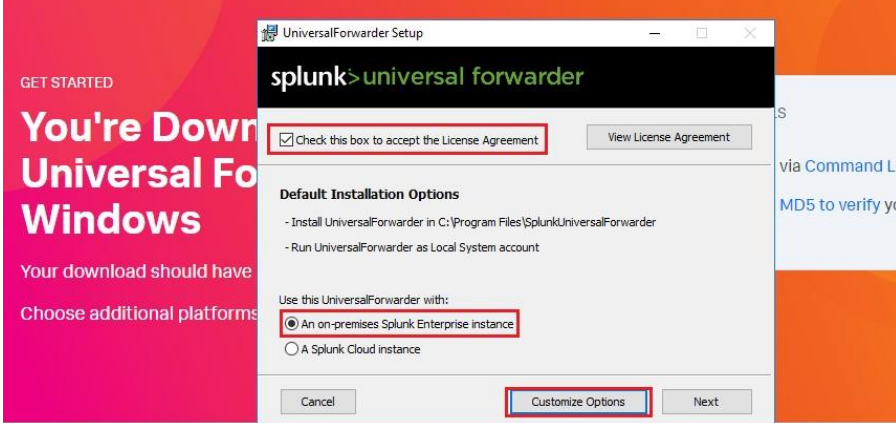 UniversalForwarder Setup
splunk>universal forwarder
GET STARTED
You're Down
Universal Fo
Windows
Your download should have
Choose additional platforms
Check this box to accept the License Agreement
View License Agreement
Default Installation Options
- Install UniversalForwarder in C:\Program Files\SplunkUniversalForwarder
- Run UniversalForwarder as Local System account
Use this UniversalForwarder with:
An on-premises Splunk Enterprise instance
A Splunk Cloud instance
Cancel
Customize Options
Next
via Command L
MD5 to verify yo